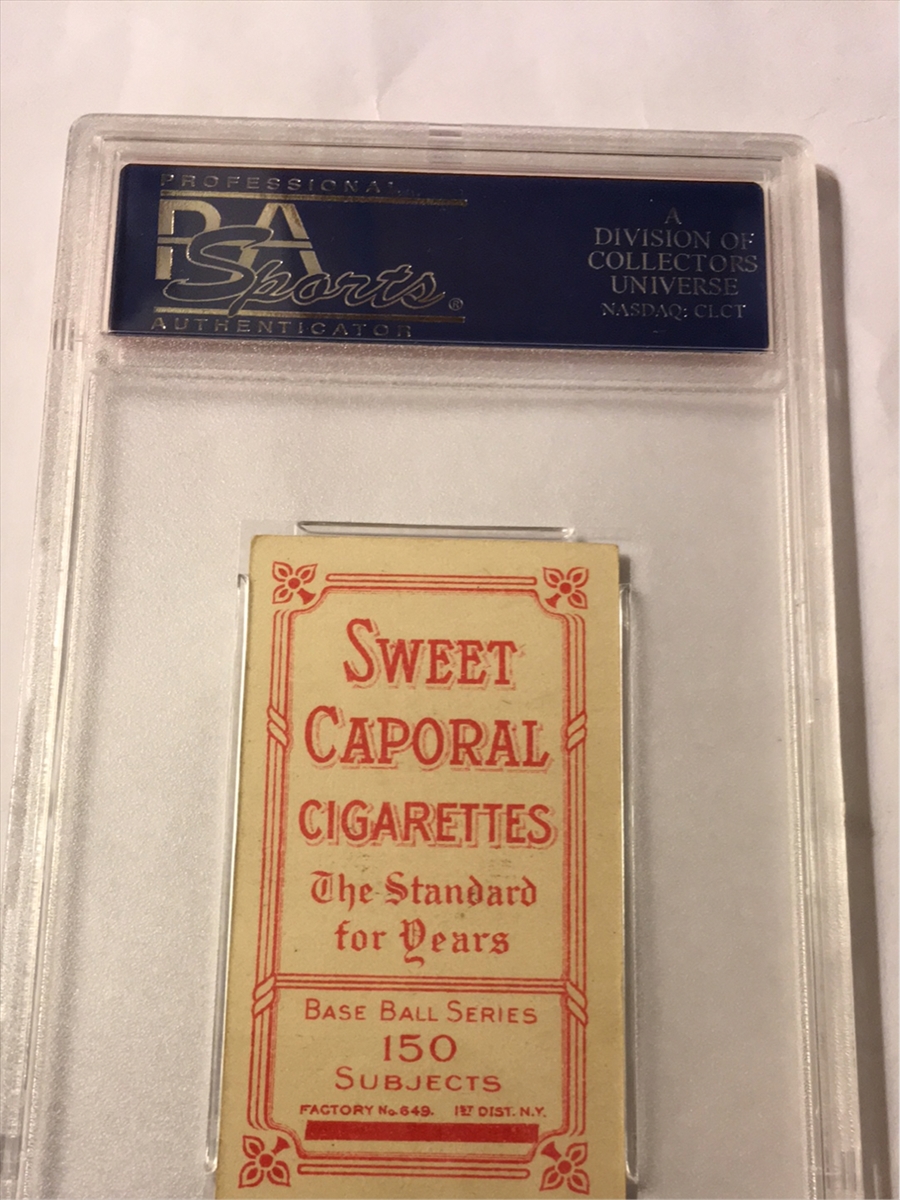 PROFESSIONAL
PSA
Sports®
AUTHENTICATOR
A
DIVISION OF
COLLECTORS
UNIVERSE
NASDAQ: CLCT
SWEET
CAPORAL
CIGARETTES
The Standard
for Years
BASE BALL SERIES
150
SUBJECTS
FACTORY No. 649. 1ST DIST. N.Y.